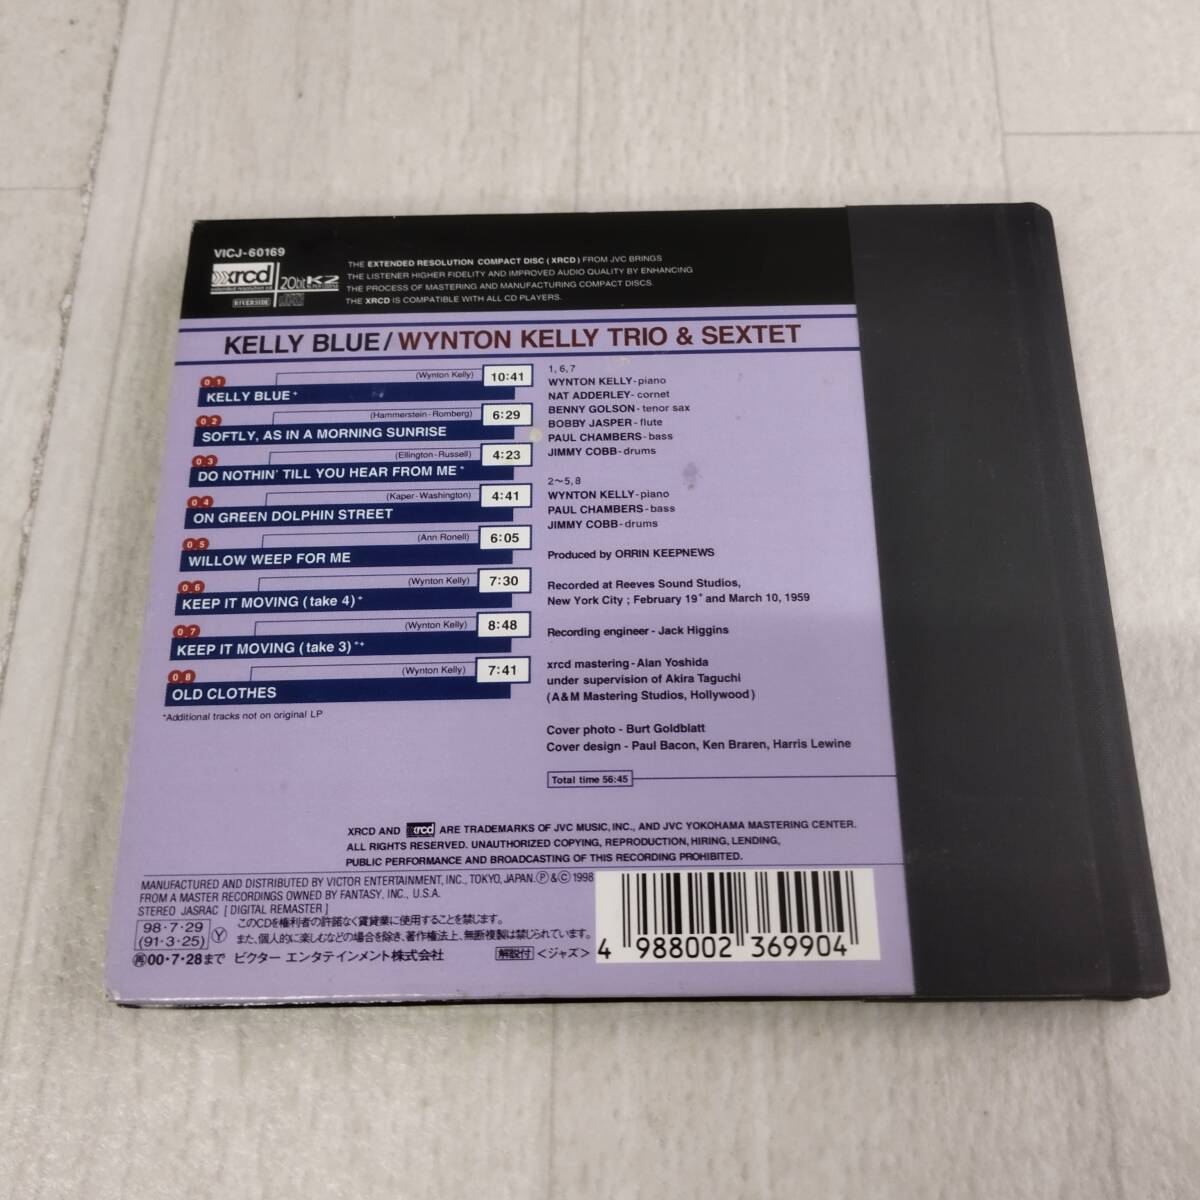 VICJ-60169
xrcd
extended resolution cd
20bit K2
RIVERSIDE
THE EXTENDED RESOLUTION COMPACT DISC (XRCD) FROM JVC BRINGS
THE LISTENER HIGHER FIDELITY AND IMPROVED AUDIO QUALITY BY ENHANCING
THE PROCESS OF MASTERING AND MANUFACTURING COMPACT DISCS.
THE XRCD IS COMPATIBLE WITH ALL CD PLAYERS.
KELLY BLUE/WYNTON KELLY TRIO & SEXTET
01 (Wynton Kelly) 10:41
KELLY BLUE*
02 (Hammerstein-Romberg) 6:29
SOFTLY, AS IN A MORNING SUNRISE
03 (Ellington-Russell) 4:23
DO NOTHIN' TILL YOU HEAR FROM ME*
04 (Kaper-Washington) 4:41
ON GREEN DOLPHIN STREET
05 (Ann Ronell) 6:05
WILLOW WEEP FOR ME
06 (Wynton Kelly) 7:30
KEEP IT MOVING (take 4)*
07 (Wynton Kelly) 8:48
KEEP IT MOVING (take 3)*+
08 (Wynton Kelly) 7:41
OLD CLOTHES
*Additional tracks not on original LP
1, 6, 7
WYNTON KELLY-piano
NAT ADDERLEY-cornet
BENNY GOLSON-tenor sax
BOBBY JASPER-flute
PAUL CHAMBERS-bass
JIMMY COBB-drums
2〜5, 8
WYNTON KELLY-piano
PAUL CHAMBERS-bass
JIMMY COBB-drums
Produced by ORRIN KEEPNEWS
Recorded at Reeves Sound Studios,
New York City ; February 19* and March 10, 1959
Recording engineer - Jack Higgins
xrcd mastering - Alan Yoshida
under supervision of Akira Taguchi
(A&M Mastering Studios, Hollywood)
Cover photo - Burt Goldblatt
Cover design - Paul Bacon, Ken Braren, Harris Lewine
Total time 56:45
XRCD AND xrcd ARE TRADEMARKS OF JVC MUSIC, INC., AND JVC YOKOHAMA MASTERING CENTER.
ALL RIGHTS RESERVED. UNAUTHORIZED COPYING, REPRODUCTION, HIRING, LENDING,
PUBLIC PERFORMANCE AND BROADCASTING OF THIS RECORDING PROHIBITED.
MANUFACTURED AND DISTRIBUTED BY VICTOR ENTERTAINMENT, INC., TOKYO, JAPAN. Ⓟ&Ⓒ 1998
FROM A MASTER RECORDINGS OWNED BY FANTASY, INC., U.S.A.
STEREO JASRAC [ DIGITAL REMASTER ]
98・7・29
(91・3・25) Ⓨ
このCDを権利者の許諾なく賃貸業に使用することを禁じます。
また、個人的に楽しむなどの場合を除き、著作権法上、無断複製は禁じられています。
㊢00・7・28まで ビクター エンタテインメント株式会社 解説付 <ジャズ>
4 988002 369904